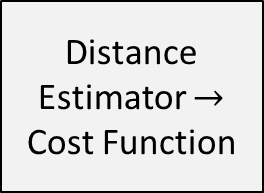 Distance
Estimator →
Cost Function